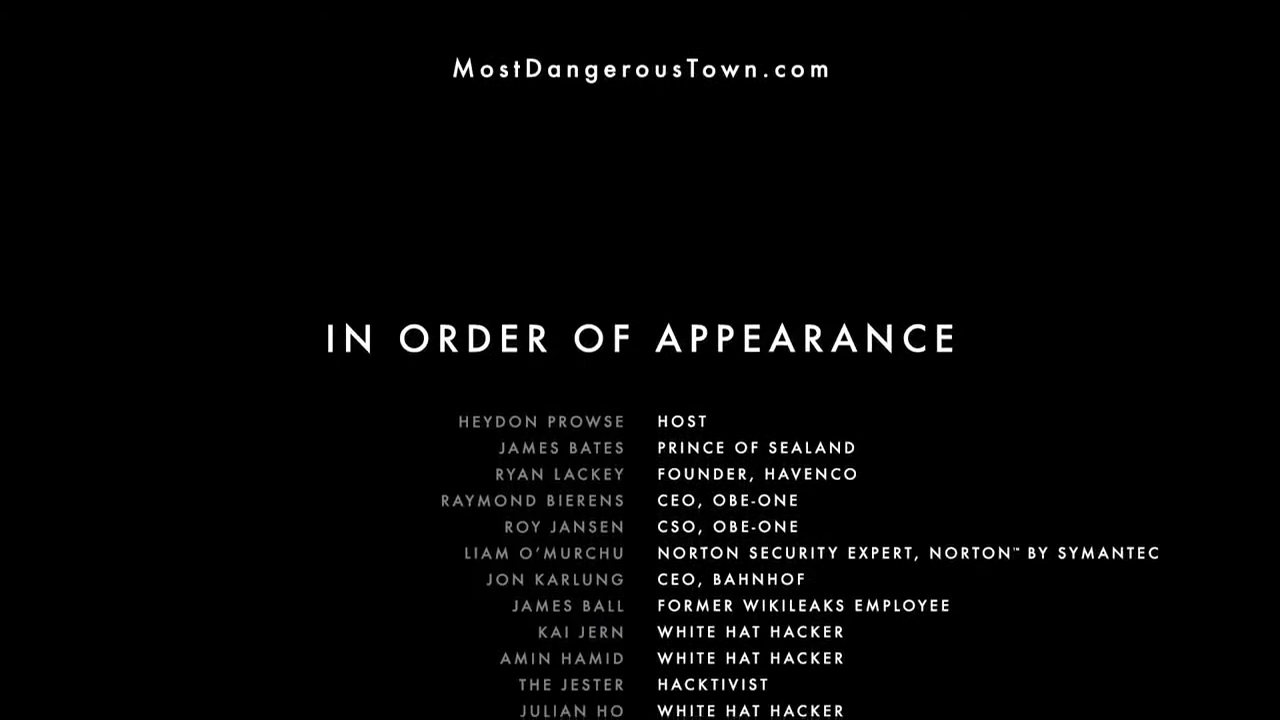 MostDangerousTown.com
IN ORDER OF APPEARANCE
HEYDON PROWSE HOST
JAMES BATES PRINCE OF SEALAND
RYAN LACKEY FOUNDER, HAVENCO
RAYMOND BIERENS CEO, OBE-ONE
ROY JANSEN CSO, OBE-ONE
LIAM O’MURCHU NORTON SECURITY EXPERT, NORTON™ BY SYMANTEC
JON KARLUNG CEO, BAHNHOF
JAMES BALL FORMER WIKILEAKS EMPLOYEE
KAI JERN WHITE HAT HACKER
AMIN HAMID WHITE HAT HACKER
THE JESTER HACKTIVIST
JULIAN HO WHITE HAT HACKER